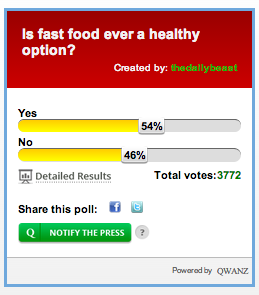 Is fast food ever a healthy
option?
Created by: thedailybeast
Yes
54%
No
46%
Detailed Results Total votes:3772
Share this poll:
Q NOTIFY THE PRESS ?
Powered by QWANZ